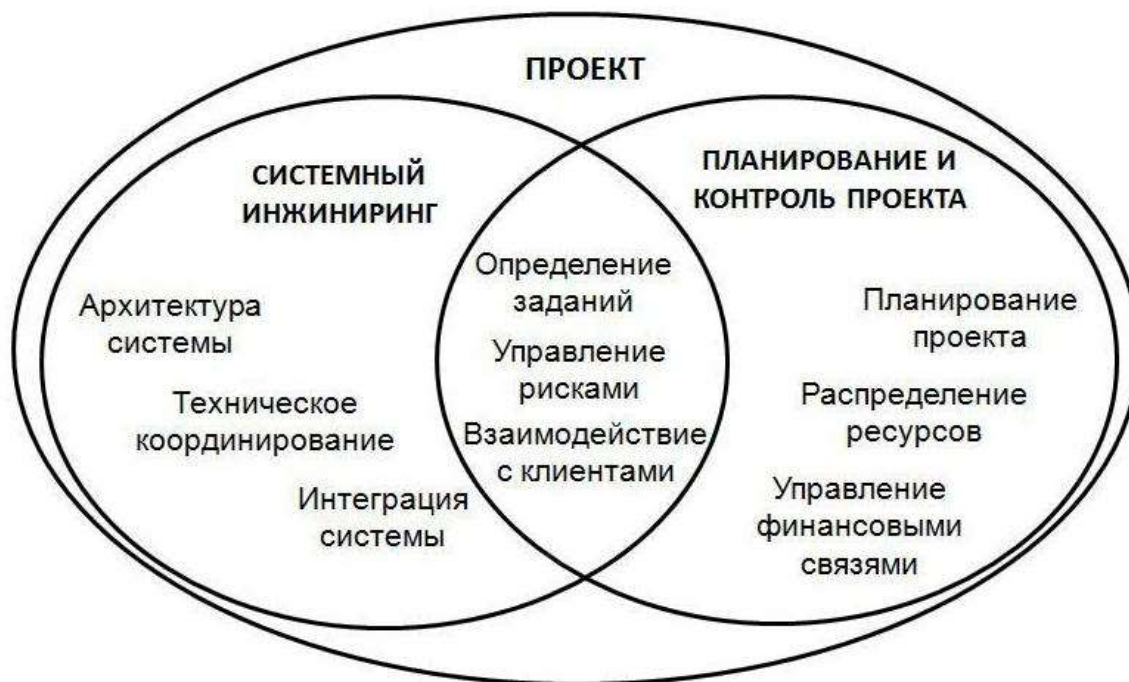 ПРОЕКТ
СИСТЕМНЫЙ
ИНЖИНИРИНГ
Архитектура
системы
Техническое
координирование
Интеграция
системы
Определение
заданий
Управление
рисками
Взаимодействие
с клиентами
ПЛАНИРОВАНИЕ И
КОНТРОЛЬ ПРОЕКТА
Планирование
проекта
Распределение
ресурсов
Управление
финансовыми
связями